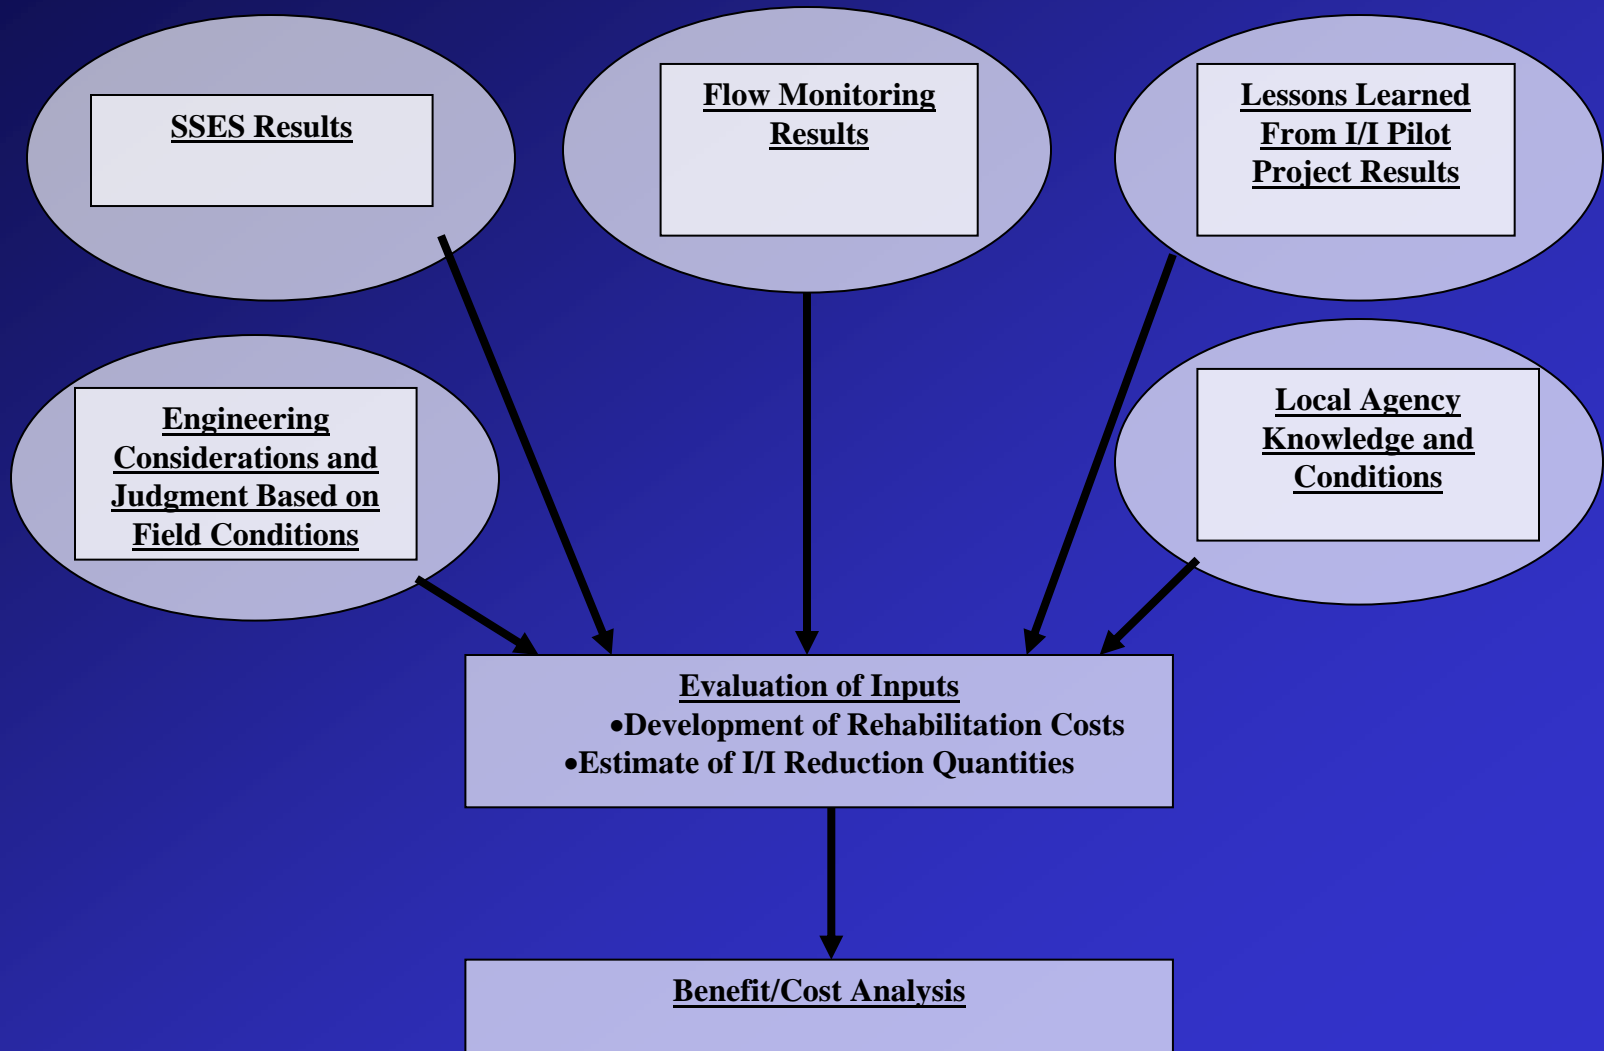 SSES Results
Flow Monitoring
Results
Lessons Learned
From I/I Pilot
Project Results
Engineering
Considerations and
Judgment Based on
Field Conditions
Local Agency
Knowledge and
Conditions
Evaluation of Inputs
•Development of Rehabilitation Costs
•Estimate of I/I Reduction Quantities
Benefit/Cost Analysis